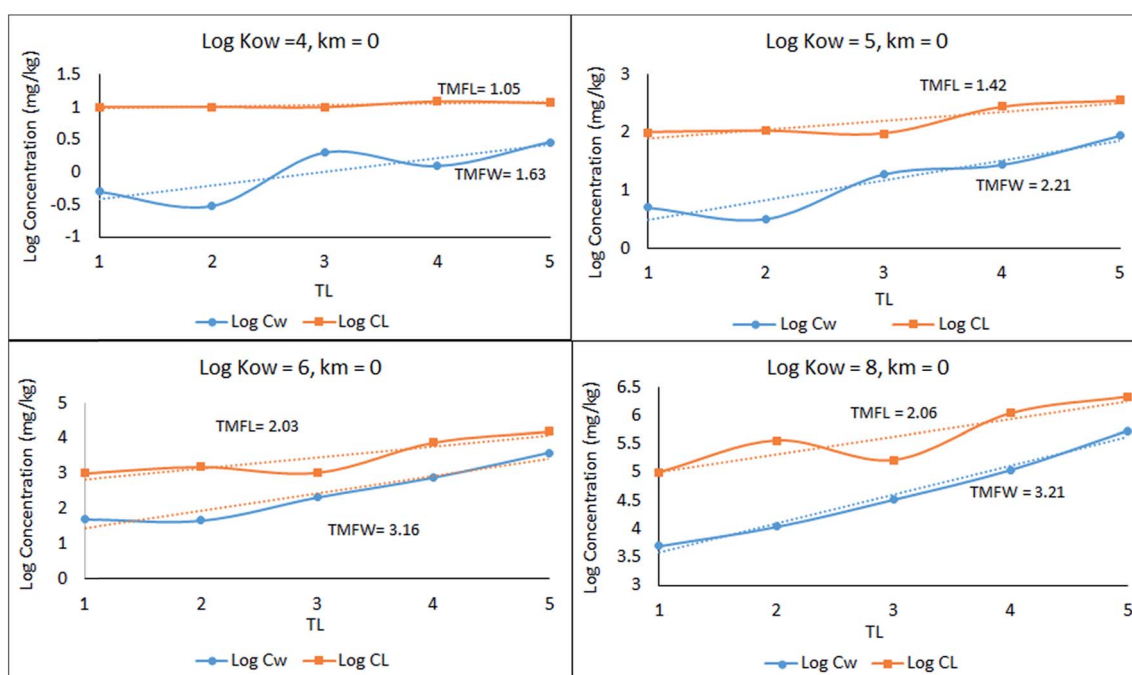 Log Kow =4, km = 0
Log Concentration (mg/kg)
1.5
1
0.5
0
-0.5
-1
TMFL= 1.05
TMFW= 1.63
1 2 3 4 5
TL
Log Cw Log CL
Log Kow = 5, km = 0
Log Concentration (mg/kg)
3
2
1
0
TMFL = 1.42
TMFW = 2.21
1 2 3 4 5
TL
Log Cw Log CL
Log Kow = 6, km = 0
Log Concentration (mg/kg)
5
4
3
2
1
0
TMFL= 2.03
TMFW = 3.16
1 2 3 4 5
TL
Log Cw Log CL
Log Kow = 8, km = 0
Log Concentration (mg/kg)
6.5
6
5.5
5
4.5
4
3.5
3
TMFL = 2.06
TMFW = 3.21
1 2 3 4 5
TL
Log Cw Log CL